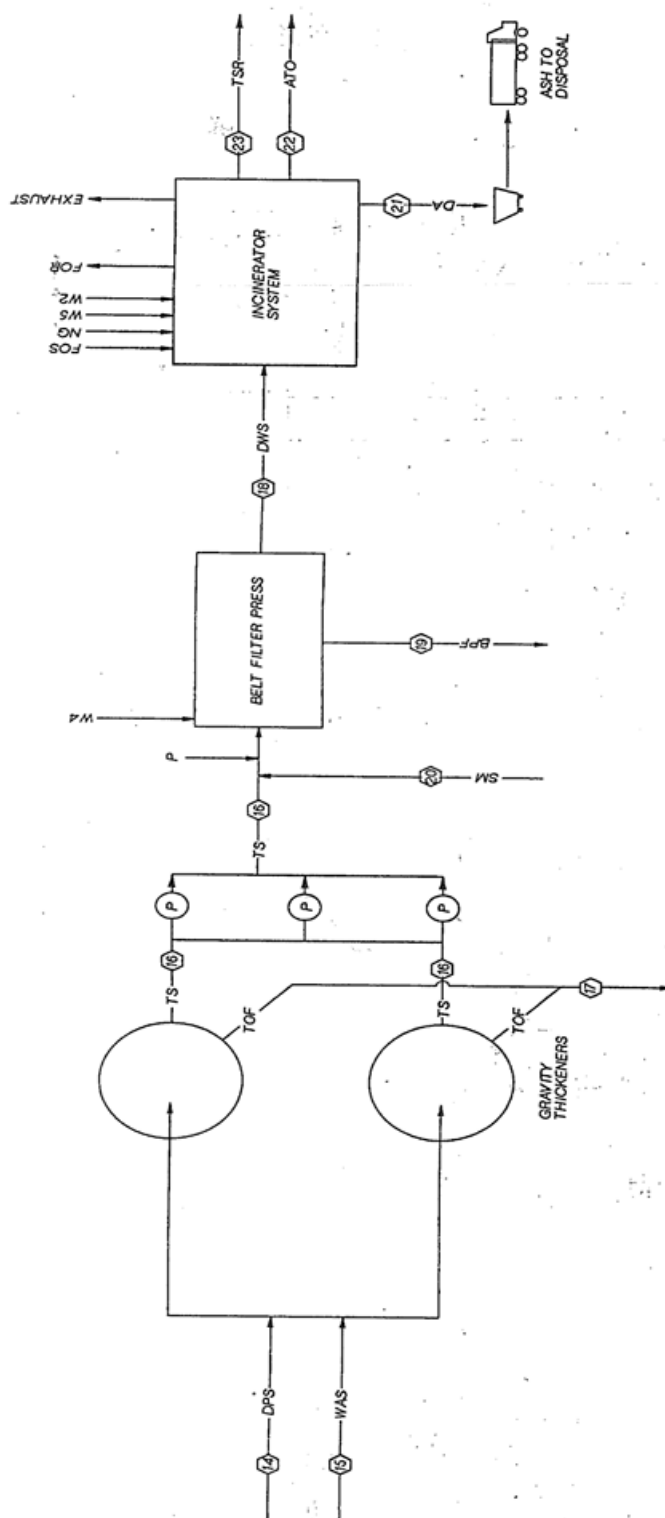 TSR
ATO
23
22
ASH TO
DISPOSAL
EXHAUST
FOR
W2
W5
NG
FOS
INCINERATOR
SYSTEM
21
DA
DWS
18
BELT FILTER PRESS
W4
19
BPF
P
16
TS
20
SM
P
P
P
16
TS
TOF
16
TS
TOF
17
GRAVITY
THICKENERS
DPS
14
WAS
15